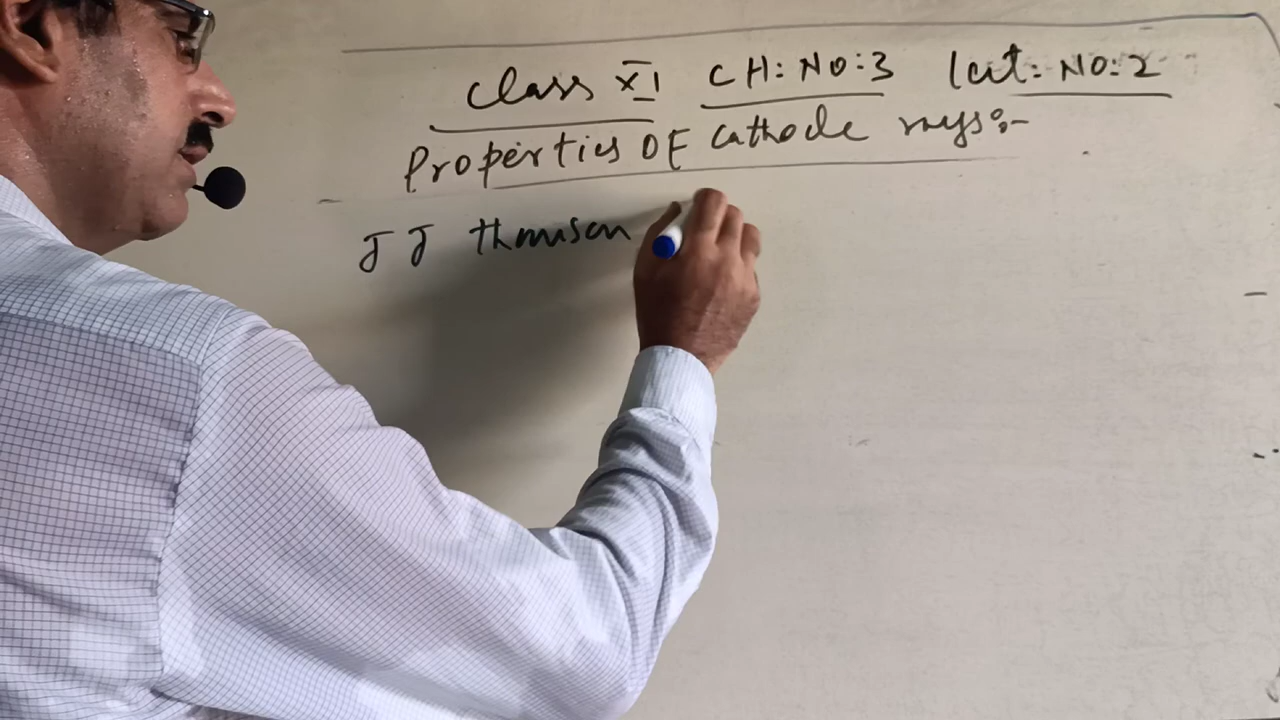 Class XI CH: NO:3 lect: NO:2
Properties OF Cathode rays:-
J J thomson